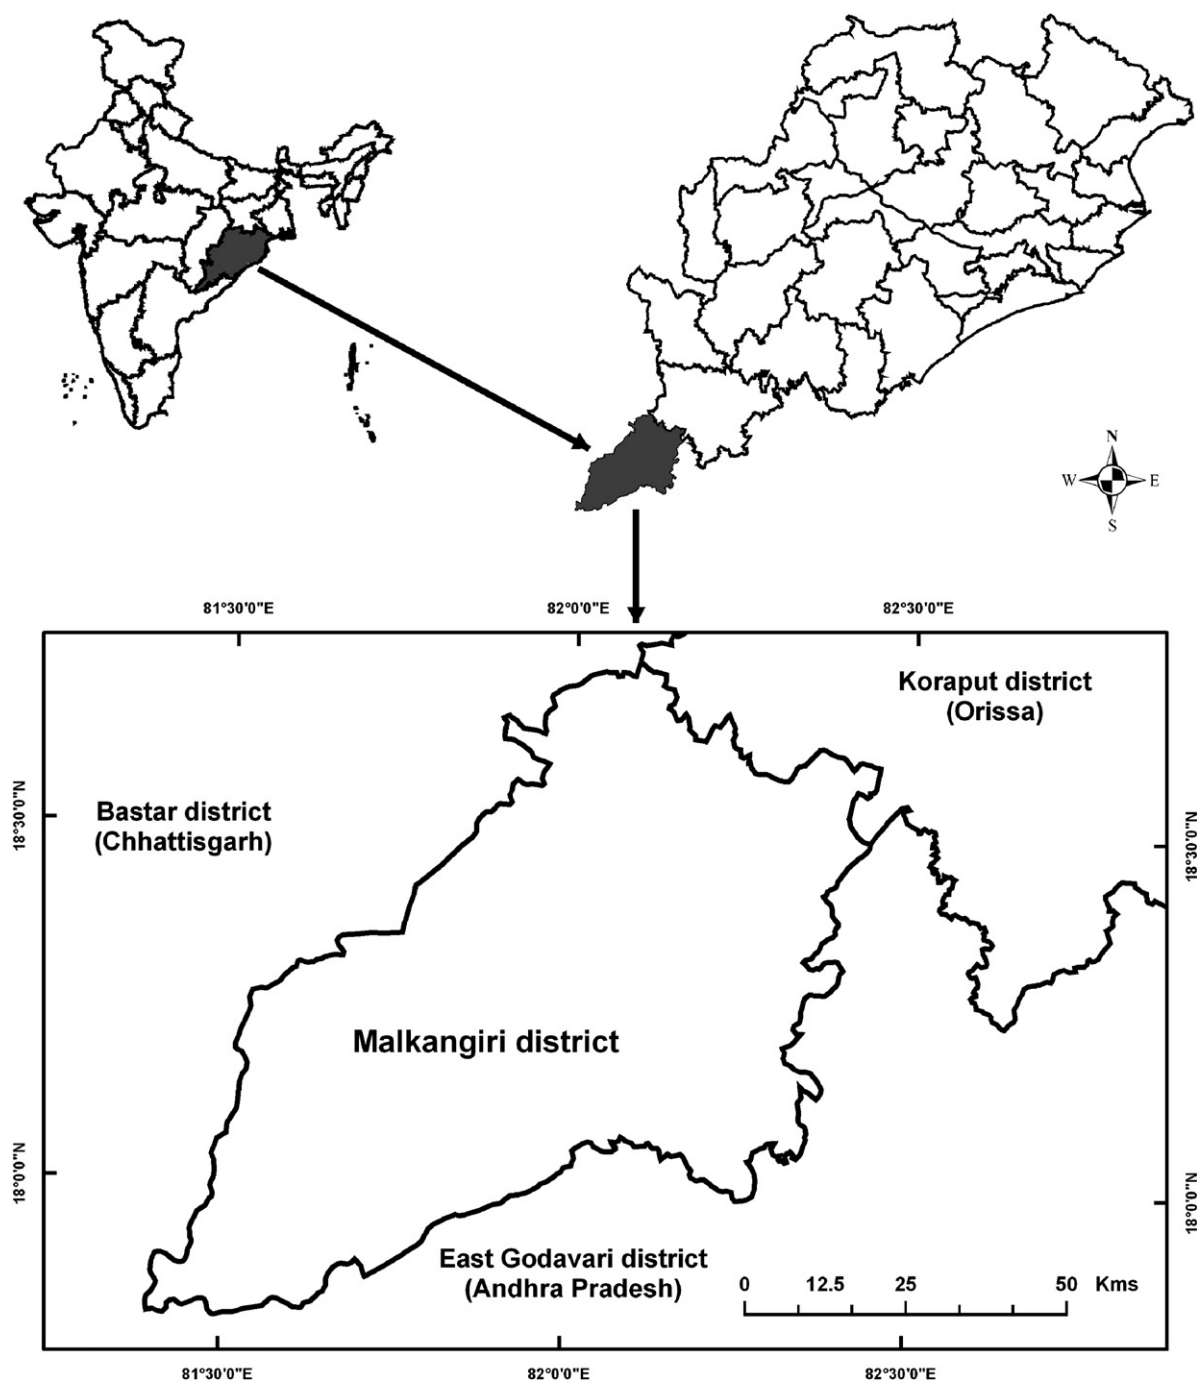 N
W E
S
81°30'0"E 82°0'0"E 82°30'0"E
Koraput district
(Orissa)
18°30'0"N
Bastar district
(Chhattisgarh)
18°30'0"N
Malkangiri district
18°0'0"N
18°0'0"N
East Godavari district
(Andhra Pradesh)
0 12.5 25 50 Kms
81°30'0"E 82°0'0"E 82°30'0"E